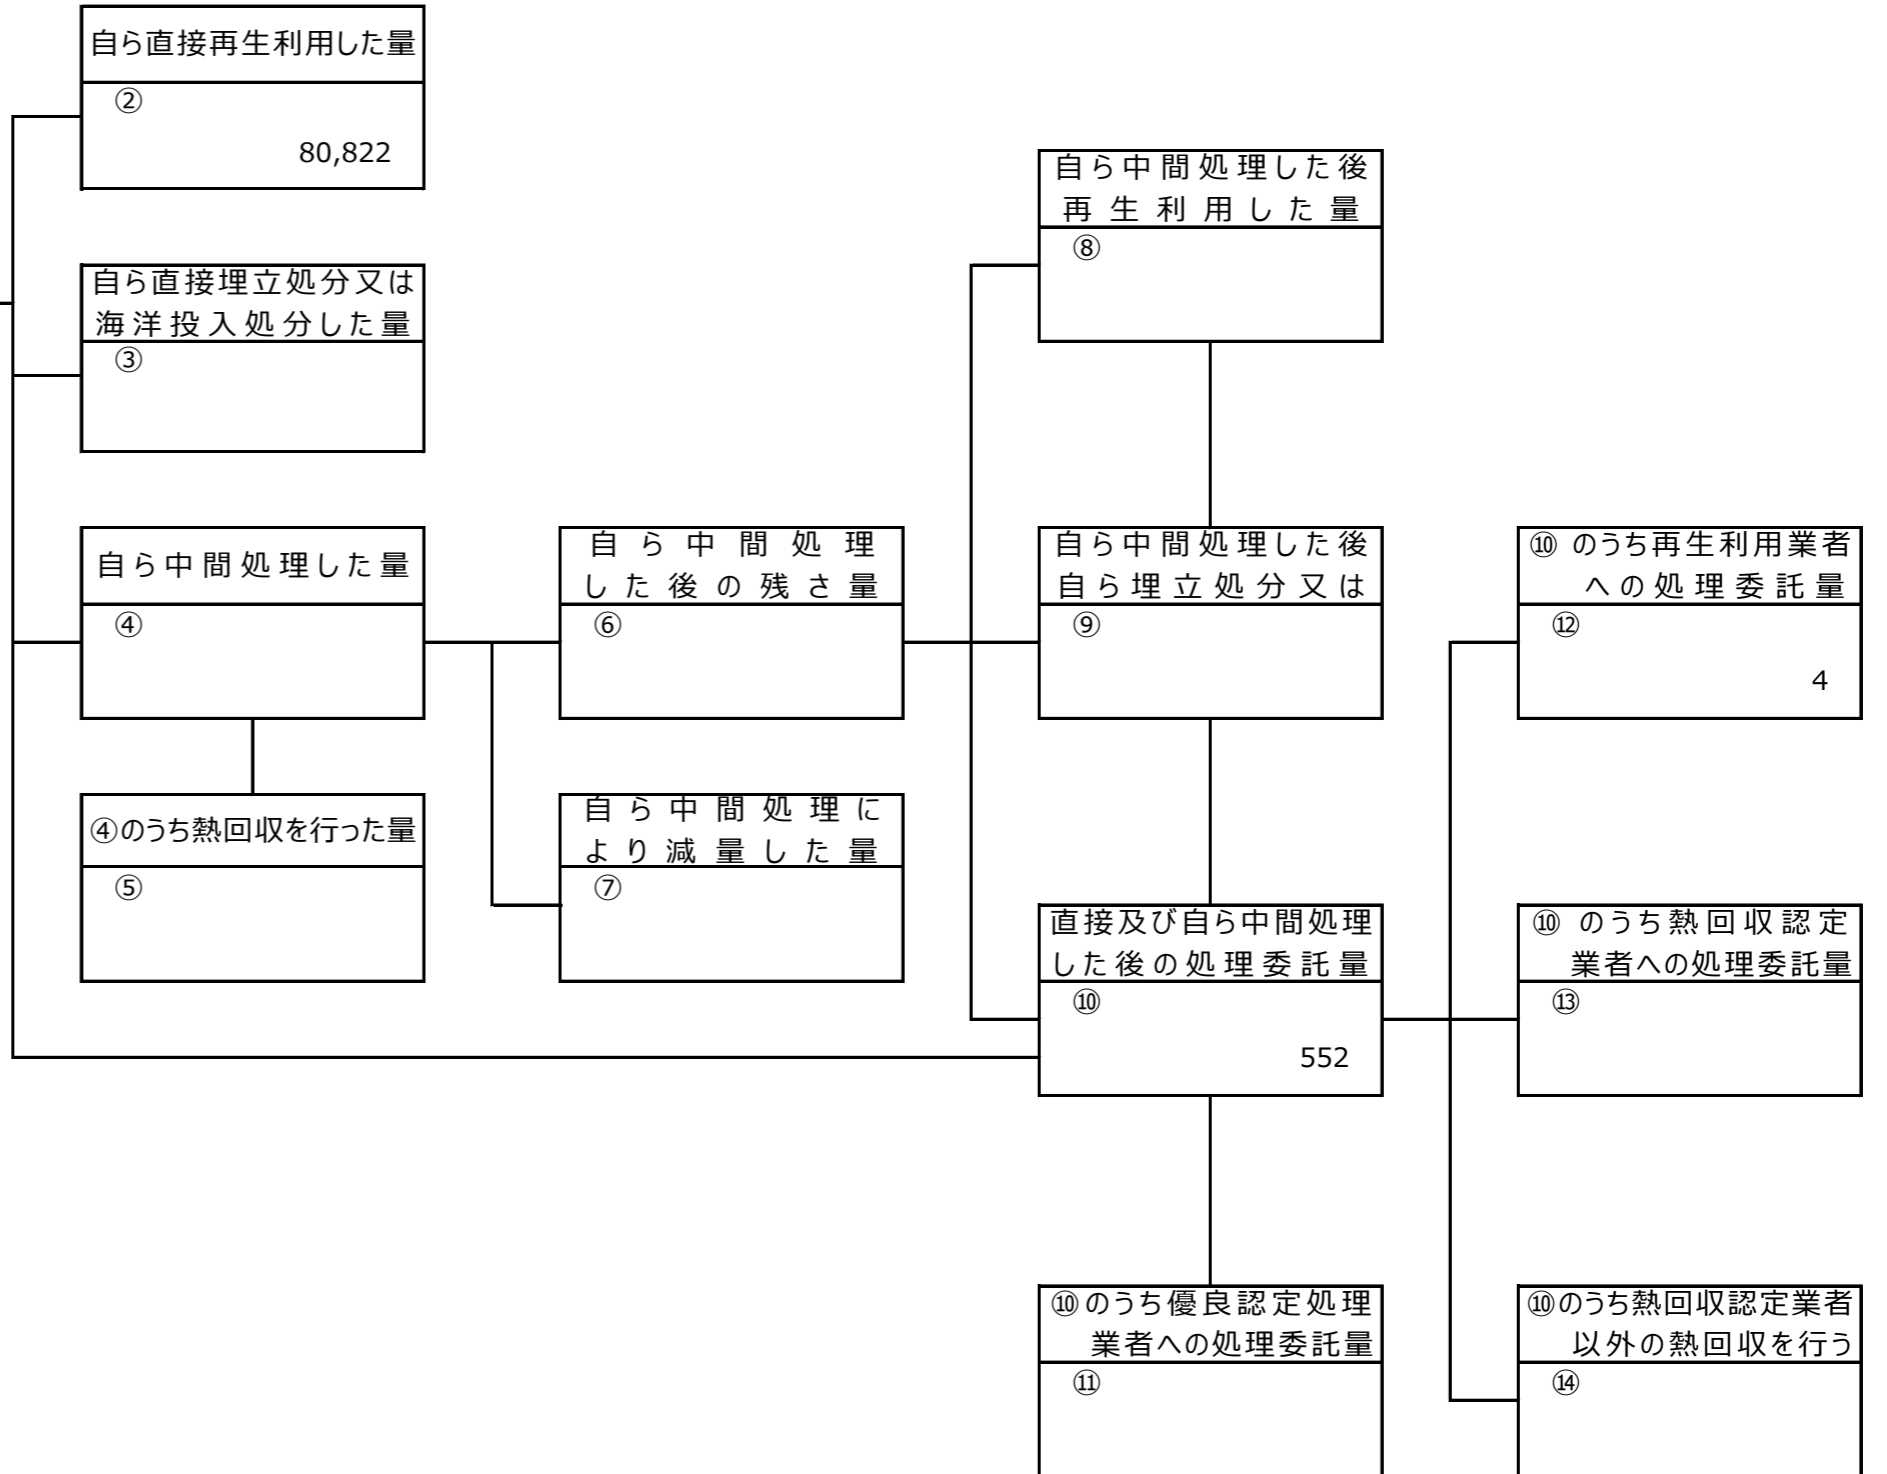 自ら直接再生利用した量
②
80,822
自ら直接埋立処分又は
海洋投入処分した量
③
自ら中間処理した量
④
④のうち熱回収を行った量
⑤
自ら中間処理
した後の残さ量
⑥
自ら中間処理に
より減量した量
⑦
自ら中間処理した後
再生利用した量
⑧
自ら中間処理した後
自ら埋立処分又は
⑨
直接及び自ら中間処理
した後の処理委託量
⑩
552
⑩のうち優良認定処理
業者への処理委託量
⑪
⑩ のうち再生利用業者
への処理委託量
⑫
4
⑩ のうち熱回収認定
業者への処理委託量
⑬
⑩のうち熱回収認定業者
以外の熱回収を行う
⑭